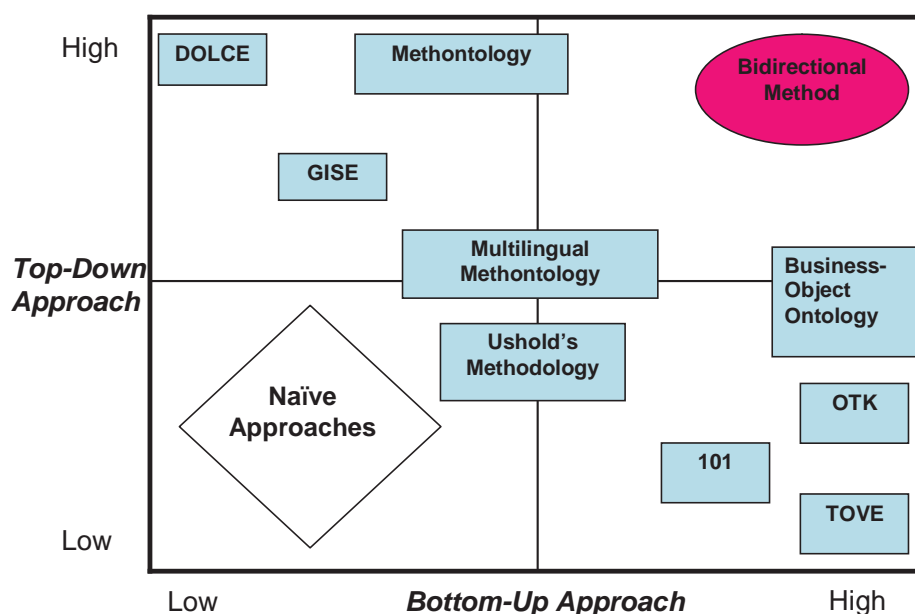 High
DOLCE
Methontology
Bidirectional
Method
GISE
Multilingual
Methontology
Top-Down
Approach
Business-
Object
Ontology
Ushold's
Methodology
Naïve
Approaches
OTK
101
TOVE
Low
Low
Bottom-Up Approach
High